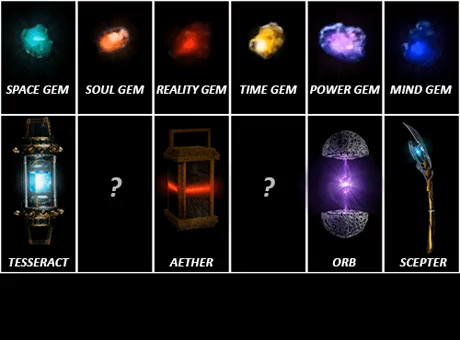 SPACE GEM
SOUL GEM
REALITY GEM
TIME GEM
POWER GEM
MIND GEM
?
?
TESSERACT
AETHER
ORB
SCEPTER